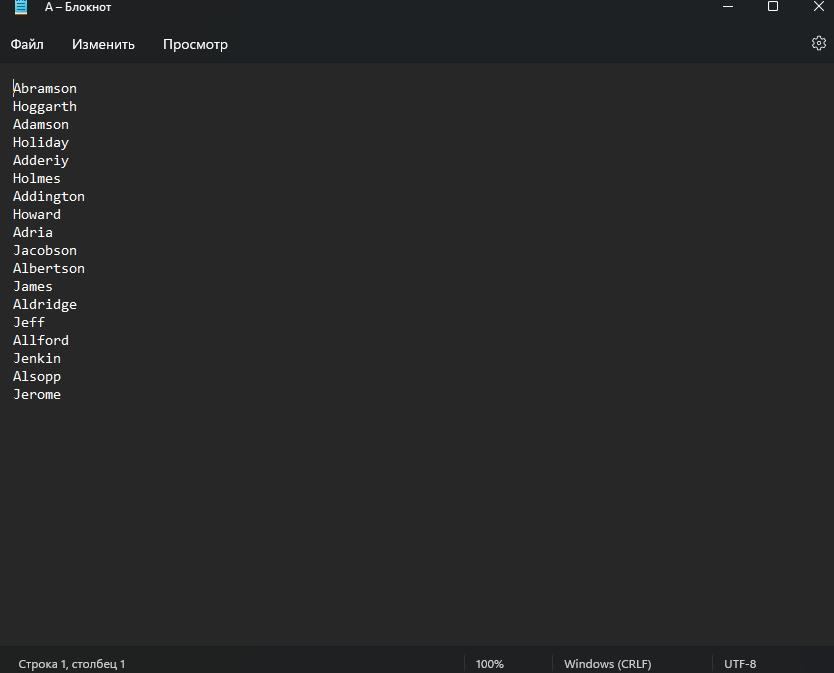 A – Блокнот
Файл Изменить Просмотр
Abramson
Hoggarth
Adamson
Holiday
Adderiy
Holmes
Addington
Howard
Adria
Jacobson
Albertson
James
Aldridge
Jeff
Allford
Jenkin
Alsopp
Jerome
Строка 1, столбец 1 100% Windows (CRLF) UTF-8